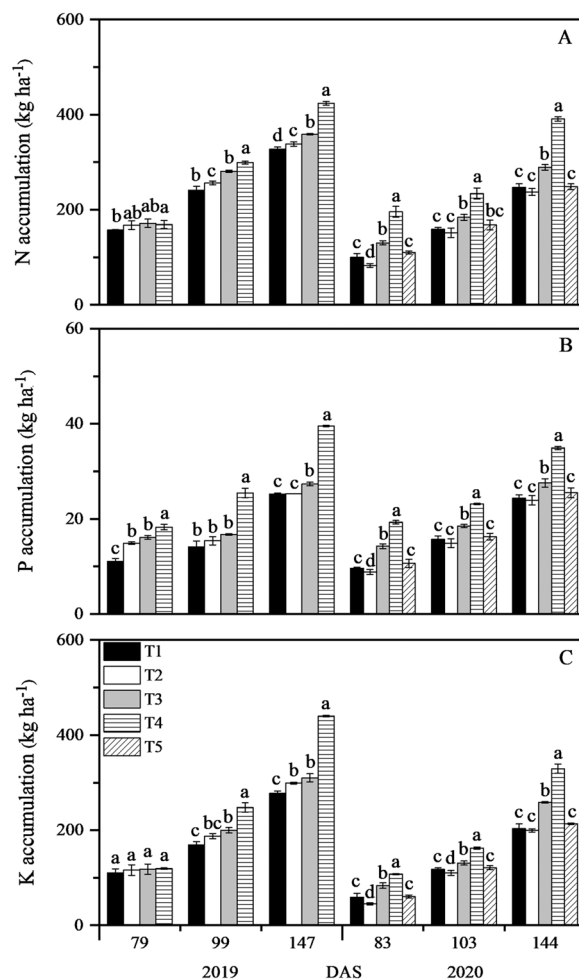 600
A
N accumulation (kg ha⁻¹)
400
200
0
b ab ab a
d c b a
c c b a
c d b a c
c c b a bc
c c b a c
60
B
P accumulation (kg ha⁻¹)
40
20
0
c b b a
c b b a
c c b a
c d b a c
c c b a c
c c b a c
600
C
T1
T2
T3
T4
T5
K accumulation (kg ha⁻¹)
400
200
0
a a a a
c bc b a
c b b a
c d b a c
c d b a c
c c b a c
79 99 147 83 103 144
2019 DAS 2020